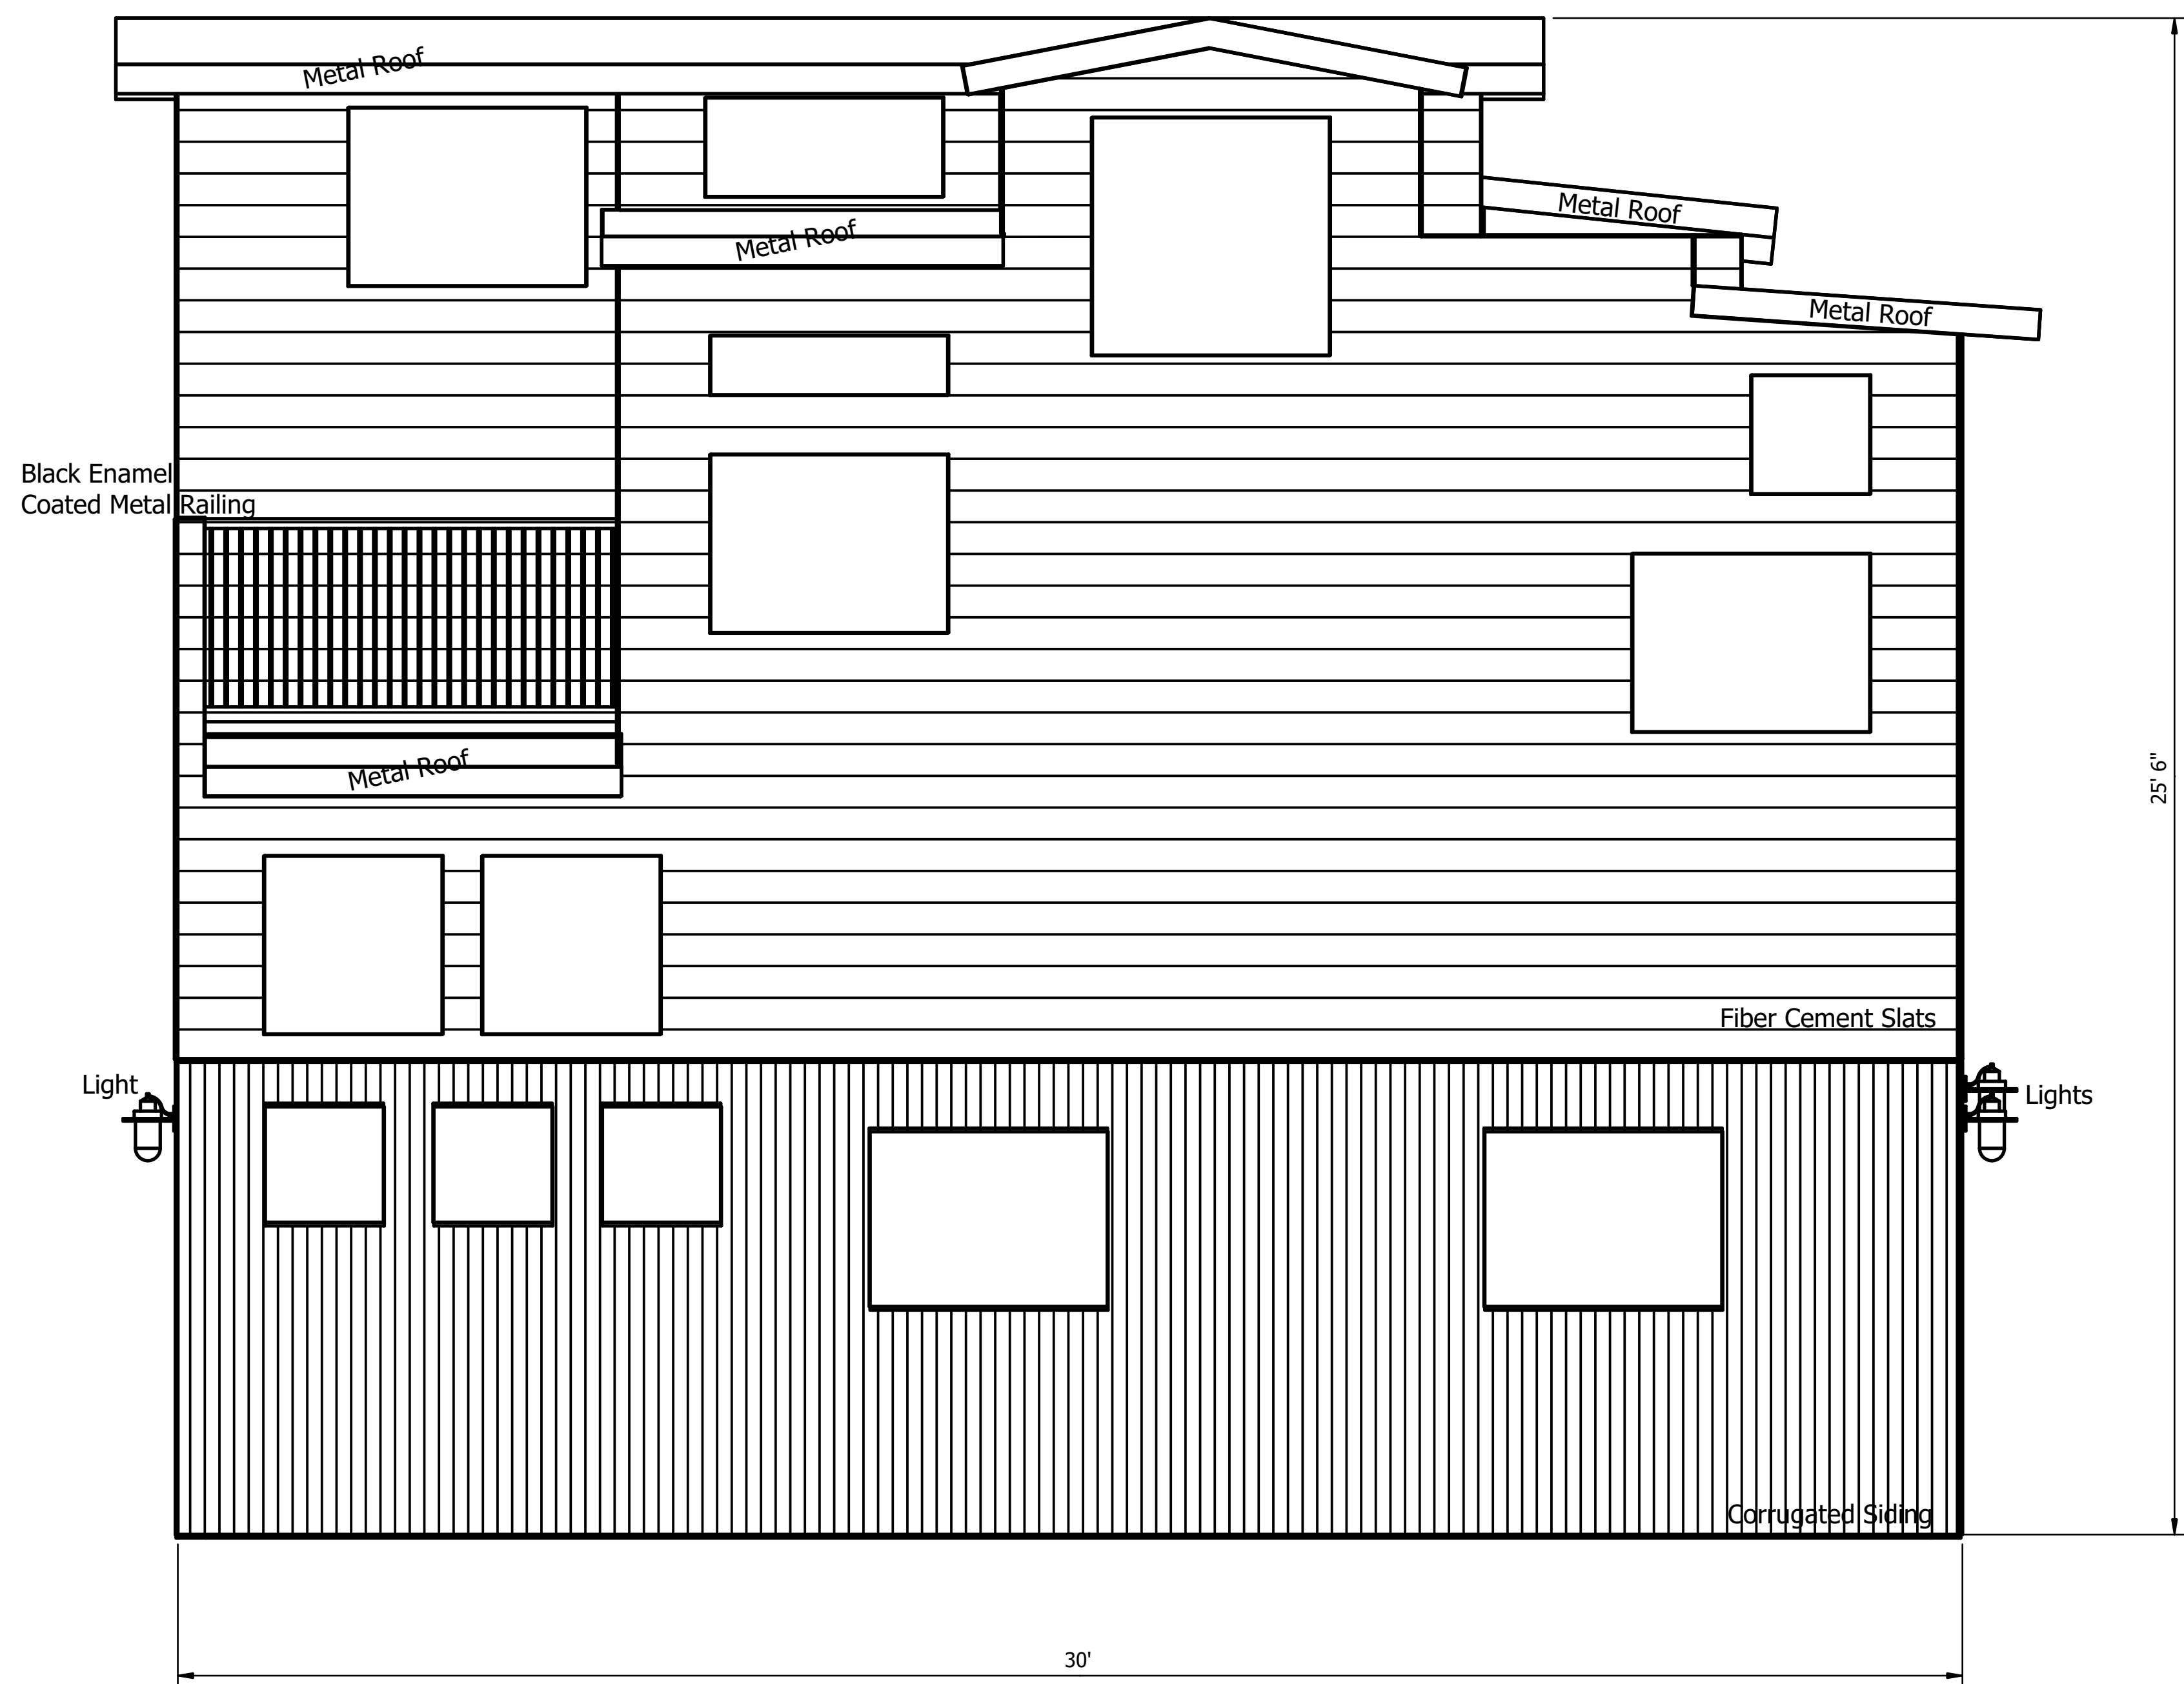 Metal Roof
Metal Roof
Metal Roof
Metal Roof
Black Enamel
Coated Metal Railing
Metal Roof
25' 6"
Fiber Cement Slats
Light
Lights
Corrugated Siding
30'